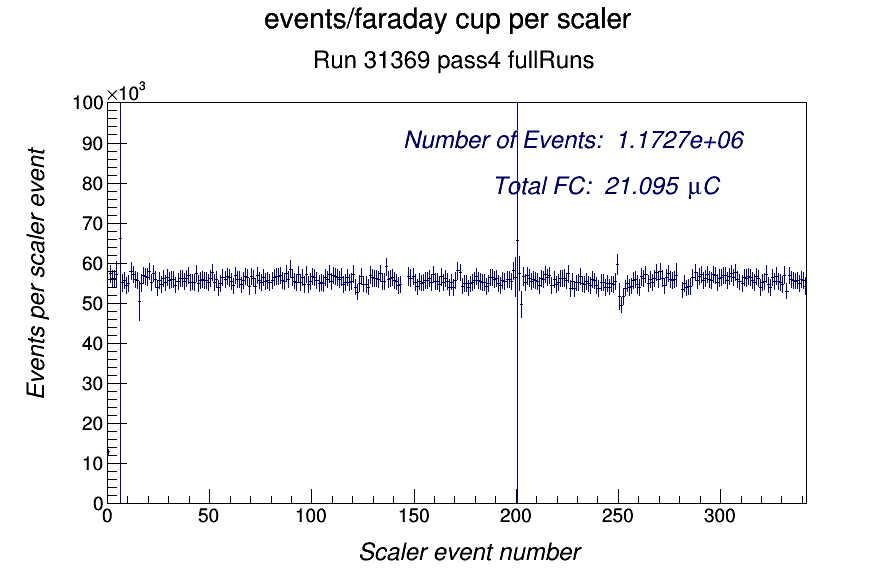 events/faraday cup per scaler
Run 31369 pass4 fullRuns
×10³
100
90
80
70
60
50
40
30
20
10
0
Events per scaler event
Number of Events: 1.1727e+06
Total FC: 21.095 μC
0 50 100 150 200 250 300
Scaler event number